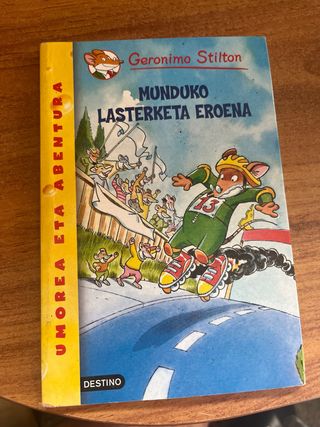 Geronimo Stilton
MUNDUKO
LASTERKETA EROENA
UMOREA ETA ABENTURA
13
DESTINO